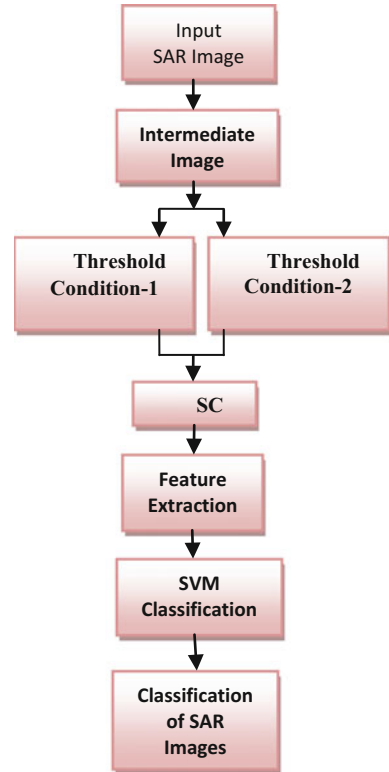 Input
SAR Image
Intermediate
Image
Threshold
Condition-1
Threshold
Condition-2
SC
Feature
Extraction
SVM
Classification
Classification
of SAR
Images